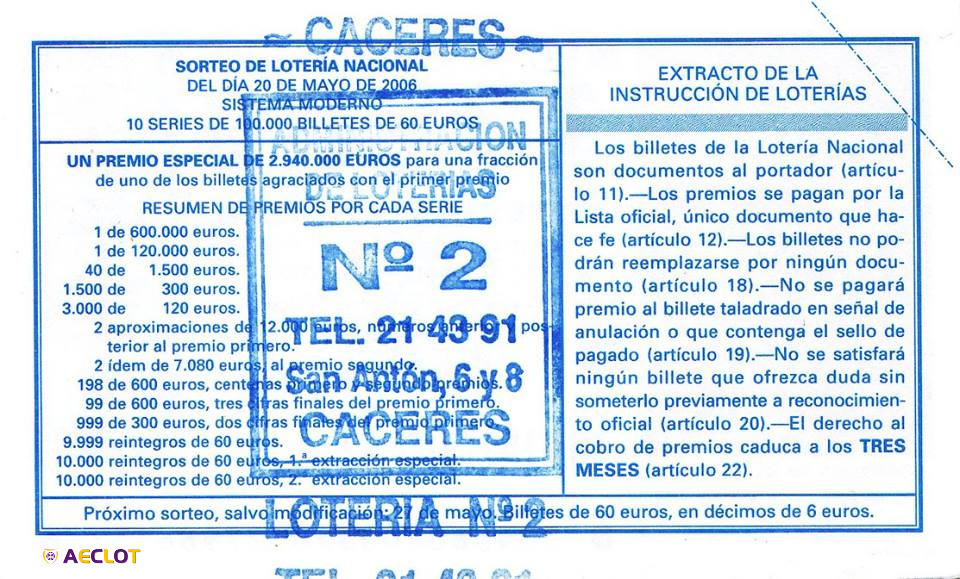 ≈ CACERES ≈
SORTEO DE LOTERÍA NACIONAL
DEL DÍA 20 DE MAYO DE 2006
SISTEMA MODERNO
10 SERIES DE 100.000 BILLETES DE 60 EUROS
UN PREMIO ESPECIAL DE 2.940.000 EUROS para una fracción
de uno de los billetes agraciados con el primer premio
RESUMEN DE PREMIOS POR CADA SERIE
1 de 600.000 euros.
1 de 120.000 euros.
40 de 1.500 euros.
1.500 de 300 euros.
3.000 de 120 euros.
2 aproximaciones de 12.000 euros, números anterior y pos-
terior al premio primero.
2 ídem de 7.080 euros, al premio segundo.
198 de 600 euros, centenas primero y segundo premios.
99 de 600 euros, tres cifras finales del premio primero.
999 de 300 euros, dos cifras finales del premio primero.
9.999 reintegros de 60 euros.
10.000 reintegros de 60 euros, 1.ª extracción especial.
10.000 reintegros de 60 euros, 2.ª extracción especial.
ADMINISTRACION
DE LOTERIAS
Nº 2
TEL. 21 43 91
San Antón, 6 y 8
CACERES
EXTRACTO DE LA
INSTRUCCIÓN DE LOTERÍAS
Los billetes de la Lotería Nacional
son documentos al portador (artícu-
lo 11).—Los premios se pagan por la
Lista oficial, único documento que ha-
ce fe (artículo 12).—Los billetes no po-
drán reemplazarse por ningún docu-
mento (artículo 18).—No se pagará
premio al billete taladrado en señal de
anulación o que contenga el sello de
pagado (artículo 19).—No se satisfará
ningún billete que ofrezca duda sin
someterlo previamente a reconocimien-
to oficial (artículo 20).—El derecho al
cobro de premios caduca a los TRES
MESES (artículo 22).
Próximo sorteo, salvo modificación: 27 de mayo. Billetes de 60 euros, en décimos de 6 euros.
LOTERIA Nº 2
TEL. 21 43 91
AECLOT